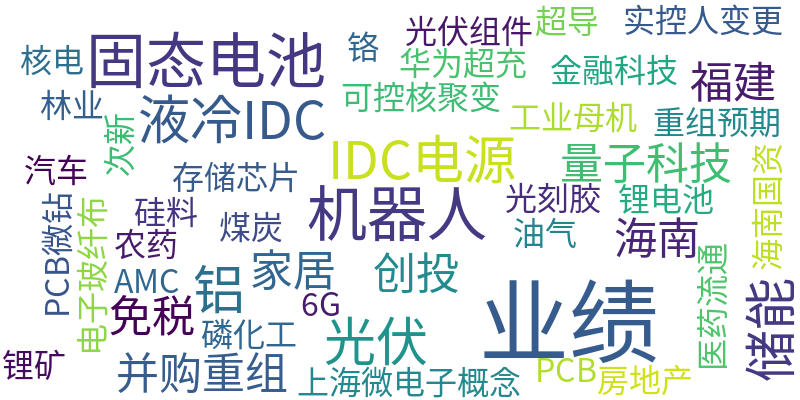 光伏组件
超导
实控人变更
核电
固态电池
铬
华为超充
金融科技
福建
林业
液冷IDC
可控核聚变
工业母机
重组预期
次新
IDC电源
量子科技
汽车
存储芯片
机器人
光刻胶
锂电池
海南国资
PCB微钻
电子玻纤布
硅料
煤炭
油气
海南
农药
AMC
铝
家居
创投
医药流通
免税
6G
业绩
储能
磷化工
光伏
锂矿
并购重组
上海微电子概念
PCB
房地产